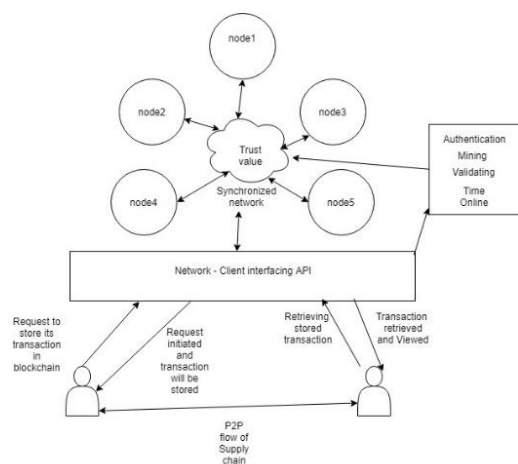 node1
node2
node3
Trust
value
node4
Synchronized
network
node5
Authentication
Mining
Validating
Time
Online
Network - Client interfacing API
Request to
store its
transaction
in
blockchain
Request
initiated
and
transaction
will be
stored
Retrieving
stored
transaction
Transaction
retrieved
and Viewed
P2P
flow of
Supply
chain